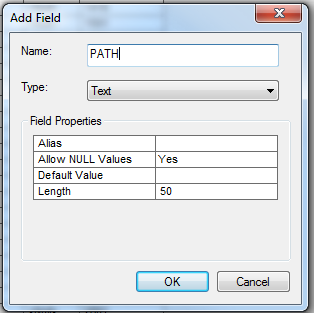 Add Field
Name: PATH
Type: Text
Field Properties
Alias
Allow NULL Values Yes
Default Value
Length 50
OK Cancel